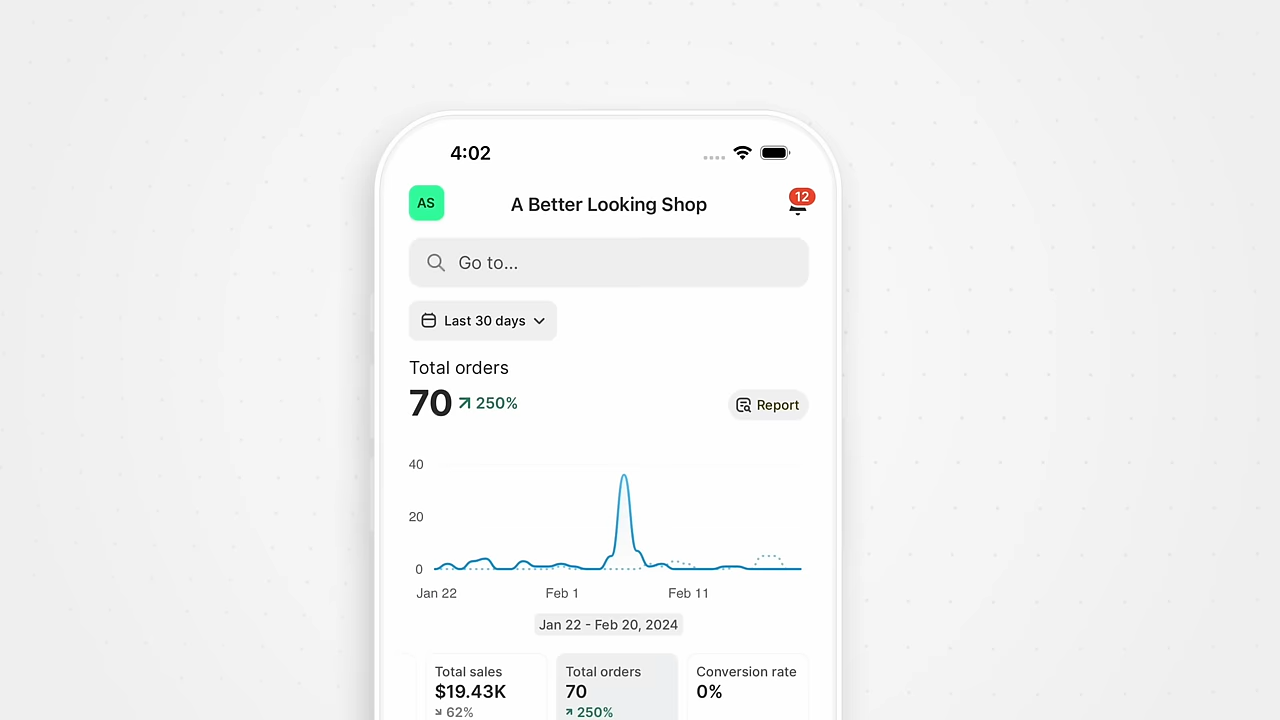 4:02
AS
A Better Looking Shop
12
Go to...
Last 30 days
Total orders
70 250%
Report
40
20
0
Jan 22 Feb 1 Feb 11
Jan 22 - Feb 20, 2024
Total sales
$19.43K
62%
Total orders
70
250%
Conversion rate
0%